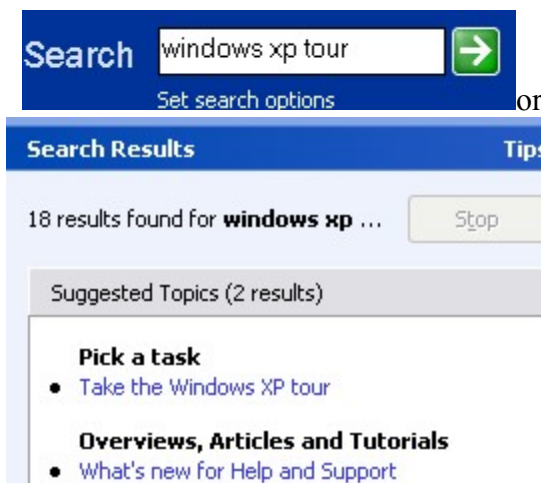 Search windows xp tour
Set search options or
Search Results Tips
18 results found for windows xp ... Stop
Suggested Topics (2 results)
Pick a task
• Take the Windows XP tour
Overviews, Articles and Tutorials
• What's new for Help and Support